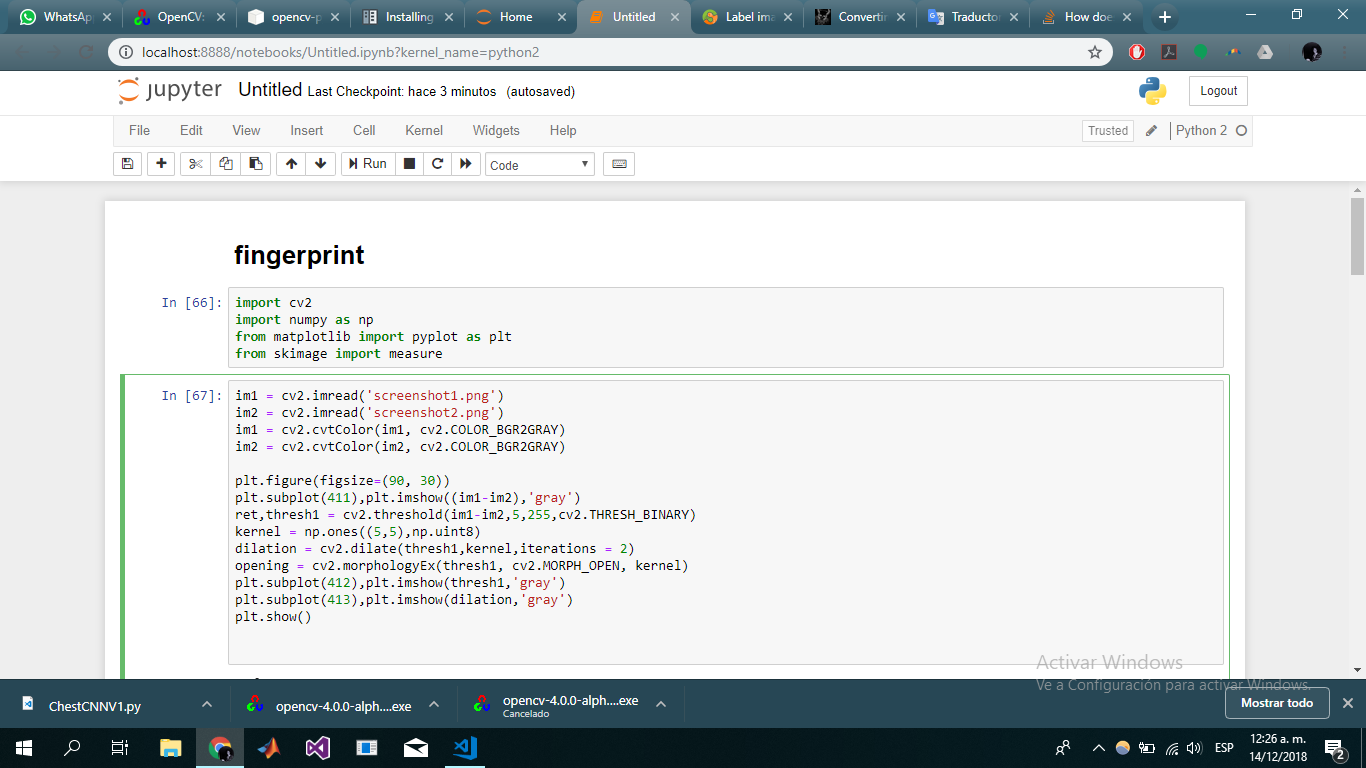 WhatsAp
OpenCV:
opencv-p
Installing
Home
Untitled
Label ima
Convertir
Traductor
How doe
localhost:8888/notebooks/Untitled.ipynb?kernel_name=python2
jupyter Untitled Last Checkpoint: hace 3 minutos (autosaved)
Logout
File Edit View Insert Cell Kernel Widgets Help
Trusted Python 2
Run Code
fingerprint
In [66]:
import cv2
import numpy as np
from matplotlib import pyplot as plt
from skimage import measure
In [67]:
im1 = cv2.imread('screenshot1.png')
im2 = cv2.imread('screenshot2.png')
im1 = cv2.cvtColor(im1, cv2.COLOR_BGR2GRAY)
im2 = cv2.cvtColor(im2, cv2.COLOR_BGR2GRAY)
plt.figure(figsize=(90, 30))
plt.subplot(411),plt.imshow((im1-im2),'gray')
ret,thresh1 = cv2.threshold(im1-im2,5,255,cv2.THRESH_BINARY)
kernel = np.ones((5,5),np.uint8)
dilation = cv2.dilate(thresh1,kernel,iterations = 2)
opening = cv2.morphologyEx(thresh1, cv2.MORPH_OPEN, kernel)
plt.subplot(412),plt.imshow(thresh1,'gray')
plt.subplot(413),plt.imshow(dilation,'gray')
plt.show()
Activar Windows
Ve a Configuración para activar Windows.
ChestCNNV1.py
opencv-4.0.0-alph....exe
opencv-4.0.0-alph....exe
Cancelado
Mostrar todo
ESP
12:26 a. m.
14/12/2018
2